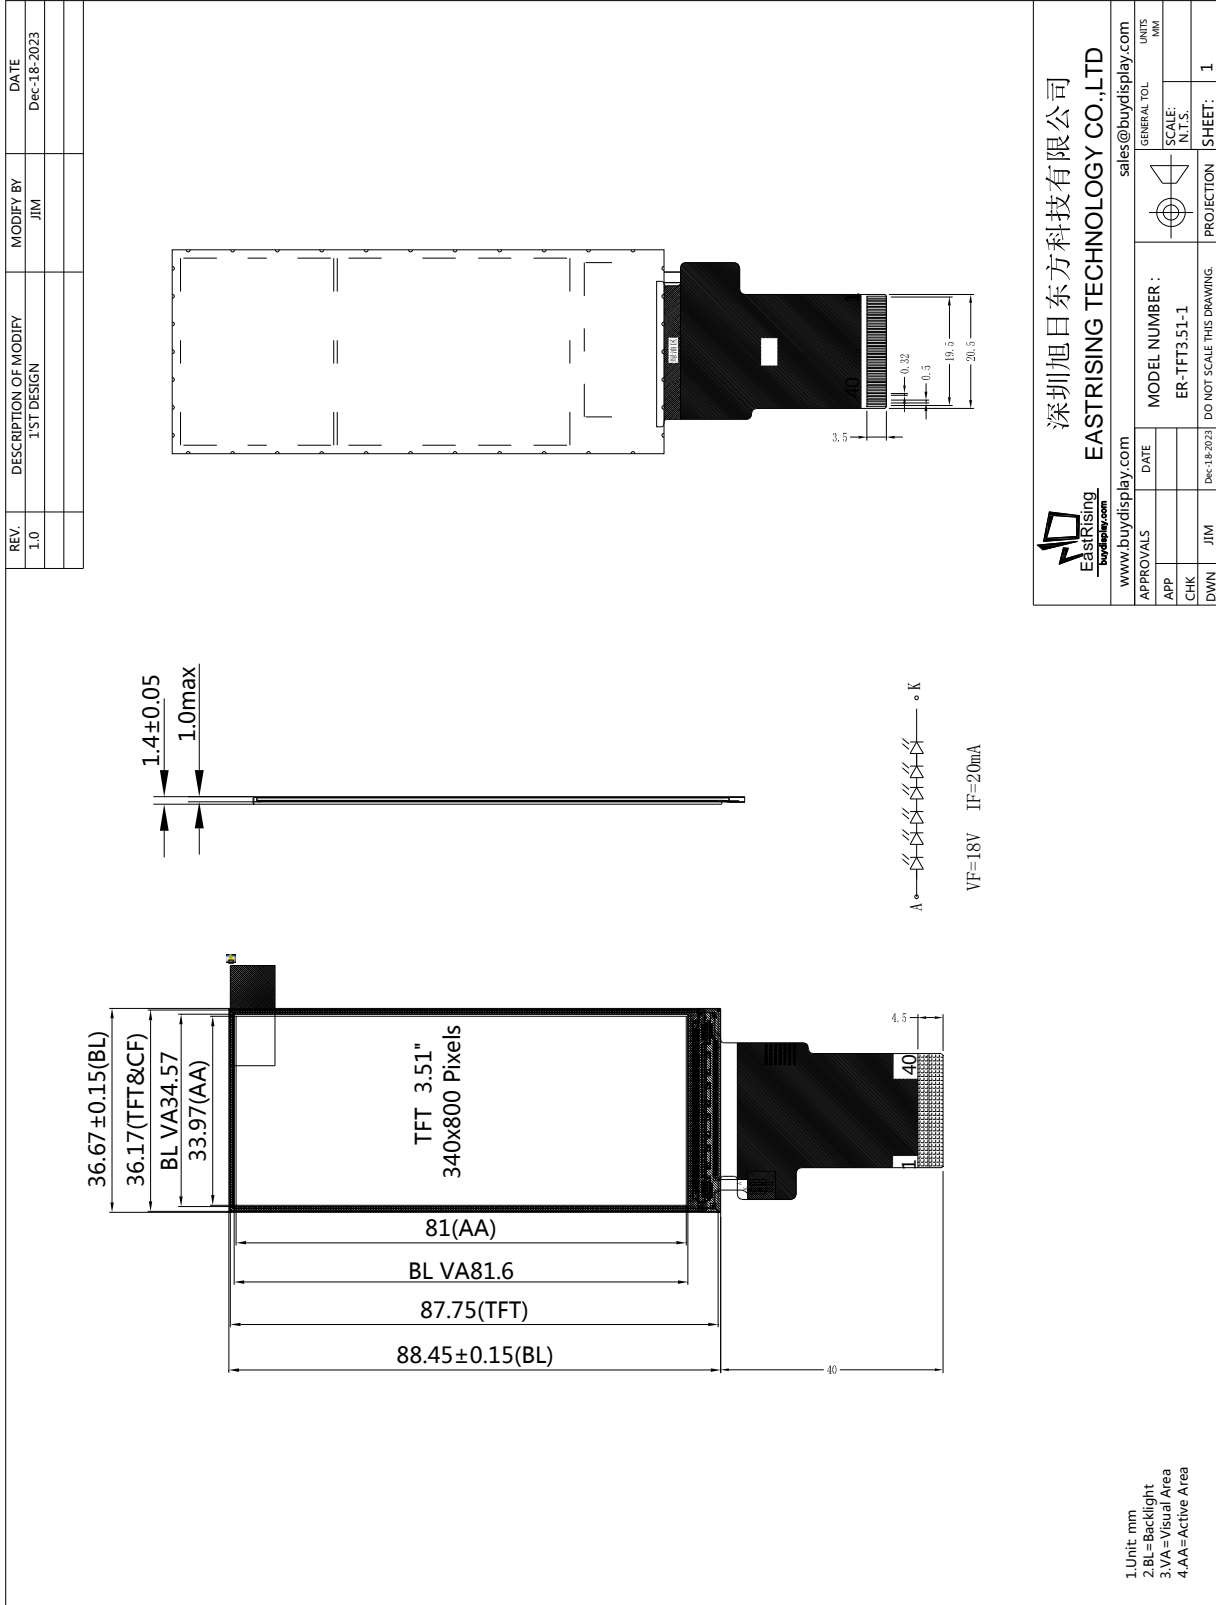 REV.
DESCRIPTION OF MODIFY
MODIFY BY
DATE
1.0
1'ST DESIGN
JIM
Dec-18-2023
36.67±0.15(BL)
36.17(TFT&CF)
BL VA34.57
33.97(AA)
TFT 3.51"
340x800 Pixels
81(AA)
BL VA81.6
87.75(TFT)
88.45±0.15(BL)
40
4.5
1
40
1.4±0.05
1.0max
A
K
VF=18V IF=20mA
1
40
3.5
0.32
0.5
19.5
20.5
1.Unit: mm
2.BL=Backlight
3.VA=Visual Area
4.AA=Active Area
EastRising
buydisplay.com
深圳旭日东方科技有限公司
EASTRISING TECHNOLOGY CO.,LTD
www.buydisplay.com
sales@buydisplay.com
APPROVALS
DATE
APP
CHK
DWN
JIM
Dec-18-2023
MODEL NUMBER :
ER-TFT3.51-1
DO NOT SCALE THIS DRAWING.
PROJECTION
GENERAL TOL
UNITS
MM
SCALE:
N.T.S.
SHEET: 1